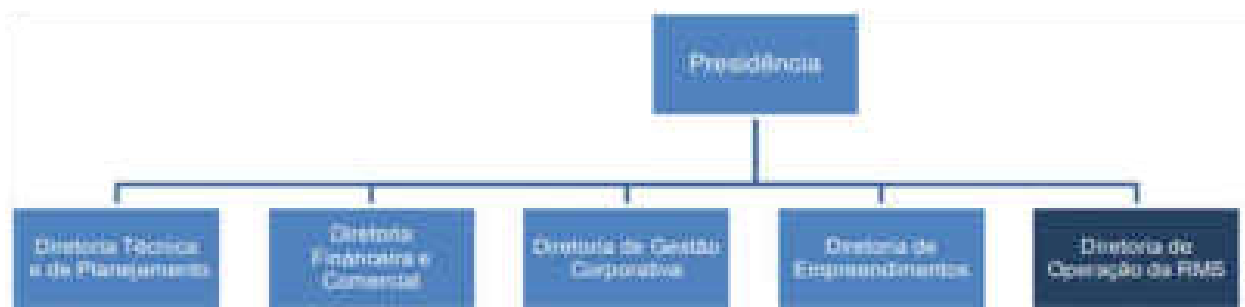 Presidência
Diretoria Técnica
e de Planejamento
Diretoria
Financeira e
Comercial
Diretoria de Gestão
Corporativa
Diretoria de
Empreendimentos
Diretoria de
Operação da RMS